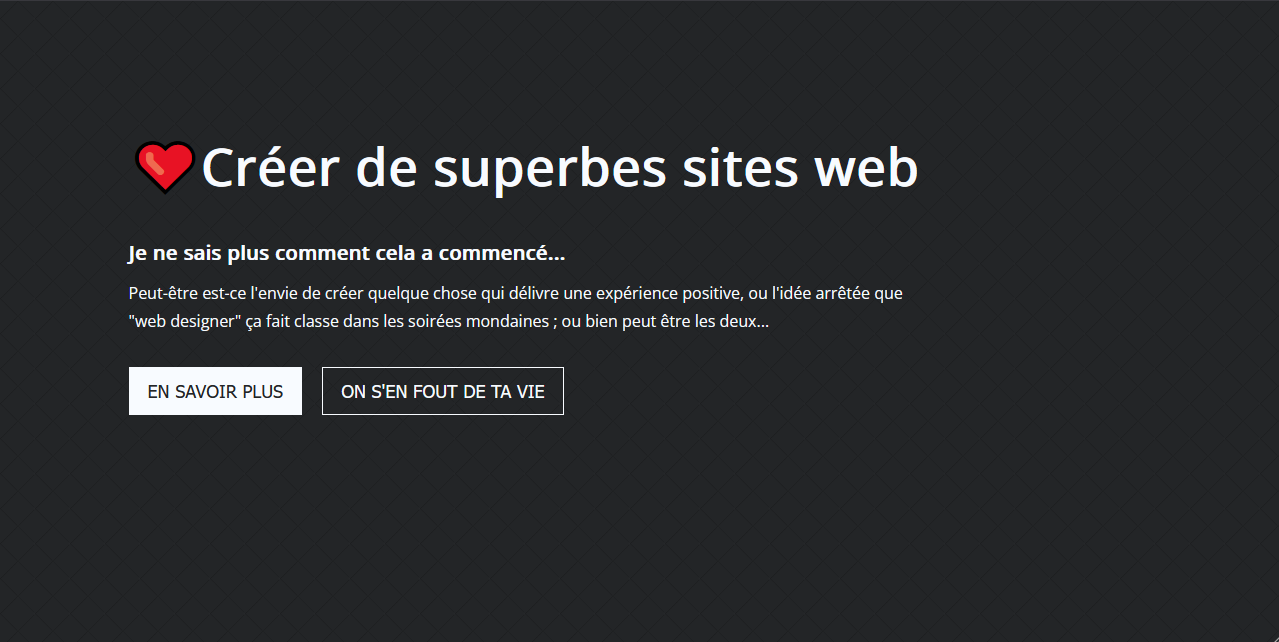 ❤Créer de superbes sites web
Je ne sais plus comment cela a commencé...
Peut-être est-ce l'envie de créer quelque chose qui délivre une expérience positive, ou l'idée arrêtée que
"web designer" ça fait classe dans les soirées mondaines ; ou bien peut être les deux...
EN SAVOIR PLUS
ON S'EN FOUT DE TA VIE